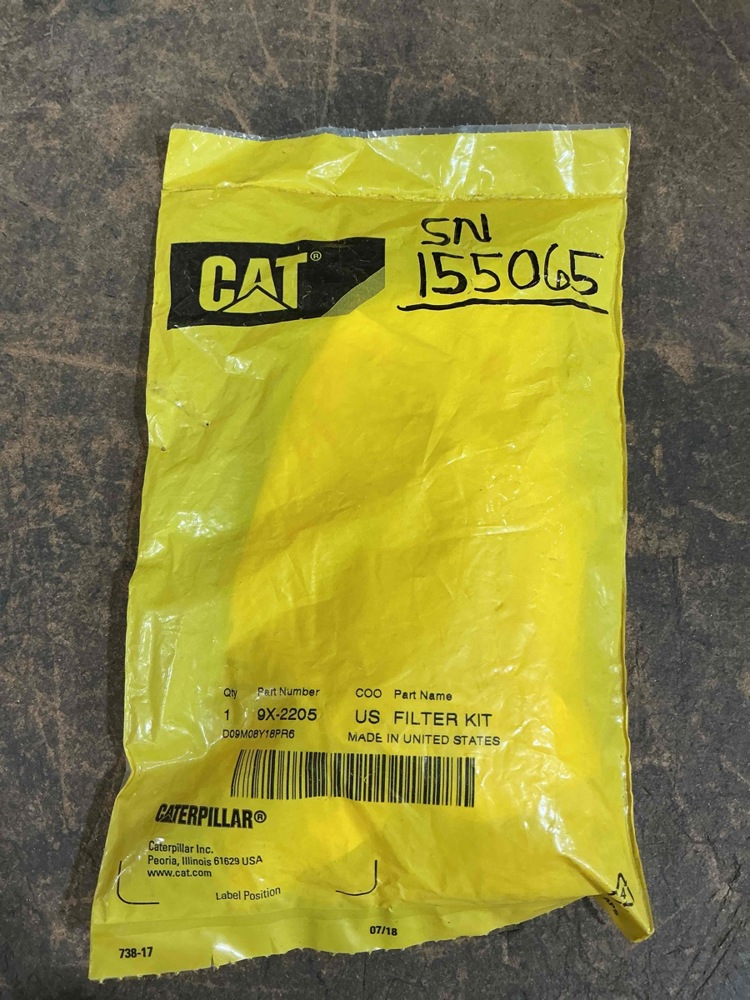 CAT®
SN
155065
Qty Part Number COO Part Name
1 9X-2205 US FILTER KIT
D09M08Y18PR6 MADE IN UNITED STATES
CATERPILLAR®
Caterpillar Inc.
Peoria, Illinois 61629 USA
www.cat.com
Label Position
4
07/18
738-17